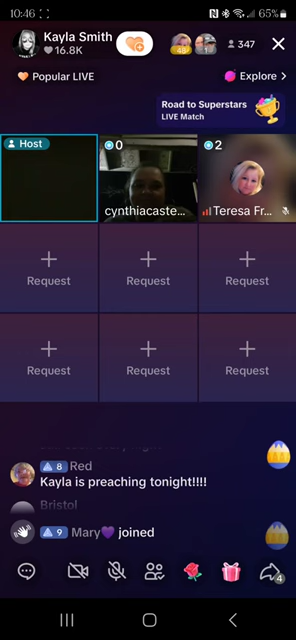 10:46 65%
Kayla Smith
16.8K
48
1
347
Popular LIVE
Explore >
Road to Superstars
LIVE Match
Host
0
2
cynthiacaste...
Teresa Fr...
Request
Request
Request
Request
Request
Request
8 Red
Kayla is preaching tonight!!!!
Bristol
9 Mary💜 joined
4